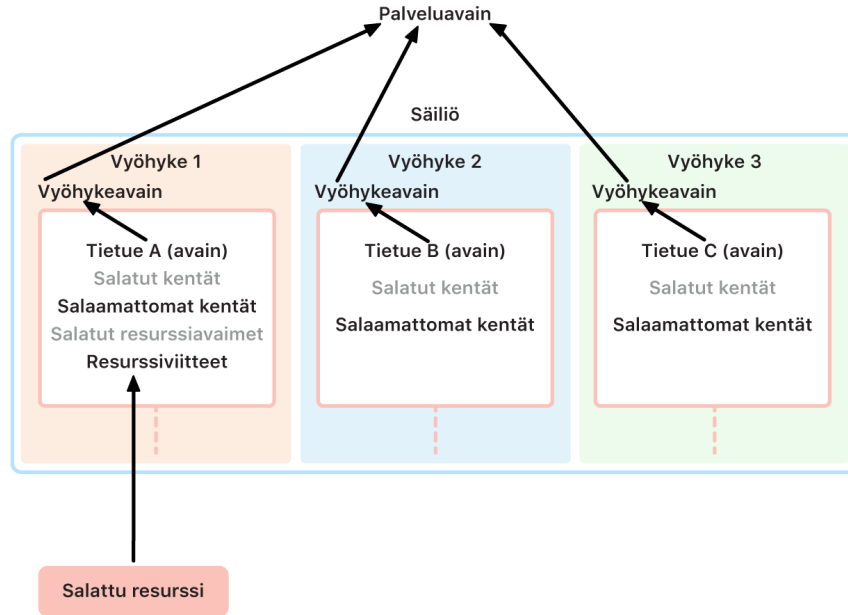 Palveluavain
Säiliö
Vyöhyke 1
Vyöhykeavain
Tietue A (avain)
Salatut kentät
Salaamattomat kentät
Salatut resurssiavaimet
Resurssiviitteet
Vyöhyke 2
Vyöhykeavain
Tietue B (avain)
Salatut kentät
Salaamattomat kentät
Vyöhyke 3
Vyöhykeavain
Tietue C (avain)
Salatut kentät
Salaamattomat kentät
Salattu resurssi